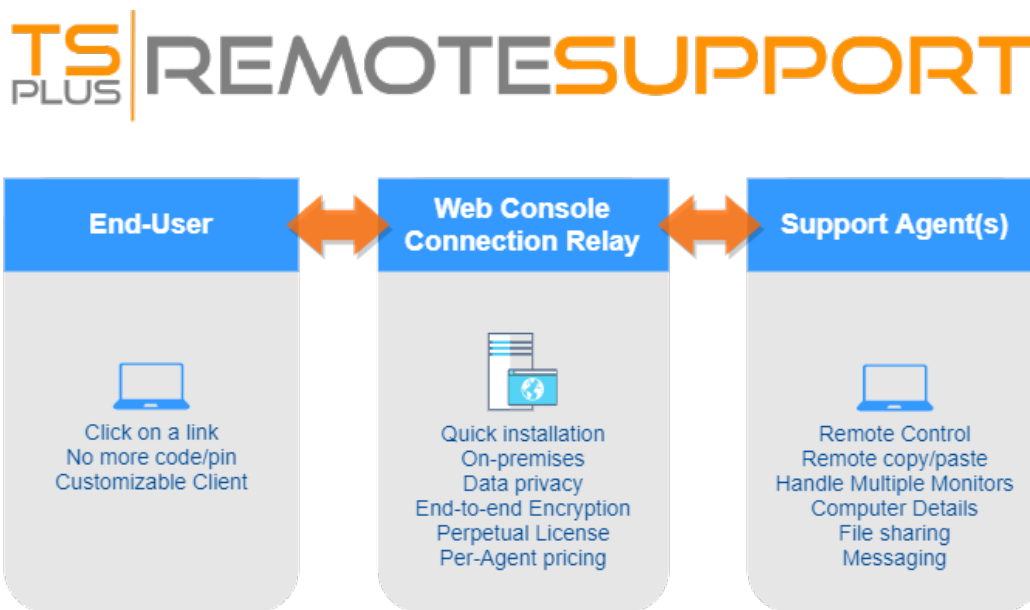 TS PLUS REMOTESUPPORT
End-User
Web Console
Connection Relay
Support Agent(s)
Click on a link
No more code/pin
Customizable Client
Quick installation
On-premises
Data privacy
End-to-end Encryption
Perpetual License
Per-Agent pricing
Remote Control
Remote copy/paste
Handle Multiple Monitors
Computer Details
File sharing
Messaging